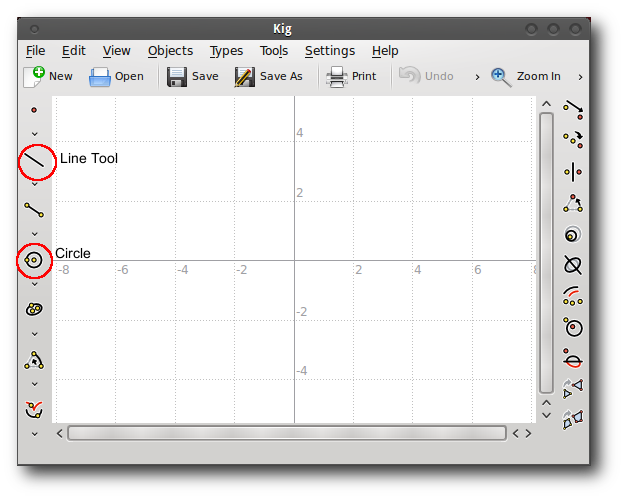 Kig
File Edit View Objects Types Tools Settings Help
New Open Save Save As Print Undo Zoom In
4
Line Tool
2
Circle
-8 -6 -4 -2 2 4 6 8
-2
-4